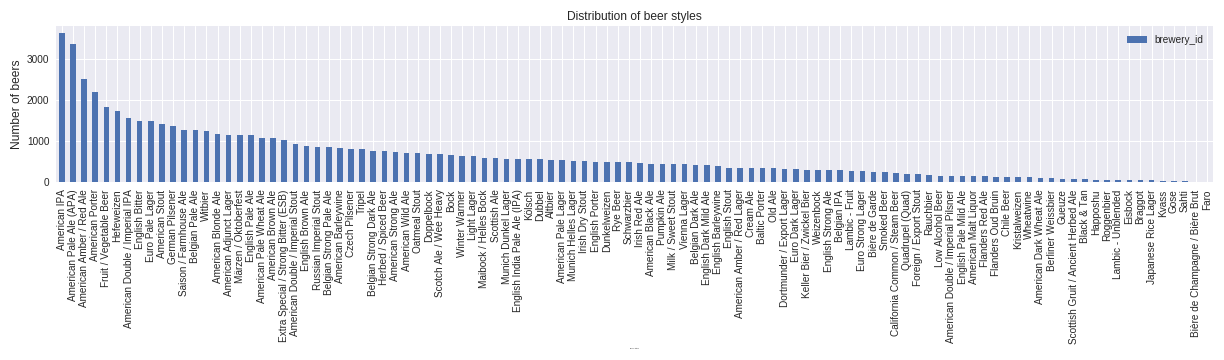 Distribution of beer styles
brewery_id
Number of beers
3000
2000
1000
0
American IPA
American Pale Ale (APA)
American Amber / Red Ale
American Porter
Fruit / Vegetable Beer
Hefeweizen
American Double / Imperial IPA
English Bitter
Euro Pale Lager
American Stout
German Pilsener
Saison / Farmhouse Ale
Belgian Pale Ale
Witbier
American Blonde Ale
American Adjunct Lager
Märzen / Oktoberfest
English Pale Ale
American Pale Wheat Ale
American Brown Ale
Extra Special / Strong Bitter (ESB)
American Double / Imperial Stout
English Brown Ale
Russian Imperial Stout
Belgian Strong Pale Ale
American Barleywine
Czech Pilsener
Tripel
Belgian Strong Dark Ale
Herbed / Spiced Beer
American Strong Ale
American Wild Ale
Oatmeal Stout
Doppelbock
Scotch Ale / Wee Heavy
Bock
Winter Warmer
Light Lager
Maibock / Helles Bock
Scottish Ale
Munich Dunkel Lager
English India Pale Ale (IPA)
Kölsch
Dubbel
Altbier
American Pale Lager
Munich Helles Lager
Irish Dry Stout
English Porter
Dunkelweizen
Rye Beer
Schwarzbier
Irish Red Ale
American Black Ale
Pumpkin Ale
Milk / Sweet Stout
Vienna Lager
Belgian Dark Ale
English Dark Mild Ale
English Barleywine
English Stout
American Amber / Red Lager
Cream Ale
Baltic Porter
Old Ale
Dortmunder / Export Lager
Euro Dark Lager
Keller Bier / Zwickel Bier
Weizenbock
English Strong Ale
Belgian IPA
Lambic - Fruit
Euro Strong Lager
Bière de Garde
Smoked Beer
California Common / Steam Beer
Quadrupel (Quad)
Foreign / Export Stout
Rauchbier
Low Alcohol Beer
American Double / Imperial Pilsner
English Pale Mild Ale
American Malt Liquor
Flanders Red Ale
Flanders Oud Bruin
Chile Beer
Kristalweizen
Wheatwine
American Dark Wheat Ale
Berliner Weissbier
Gueuze
Scottish Gruit / Ancient Herbed Ale
Black & Tan
Happoshu
Roggenbier
Lambic - Unblended
Eisbock
Braggot
Japanese Rice Lager
Kvass
Gose
Sahti
Bière de Champagne / Bière Brut
Faro